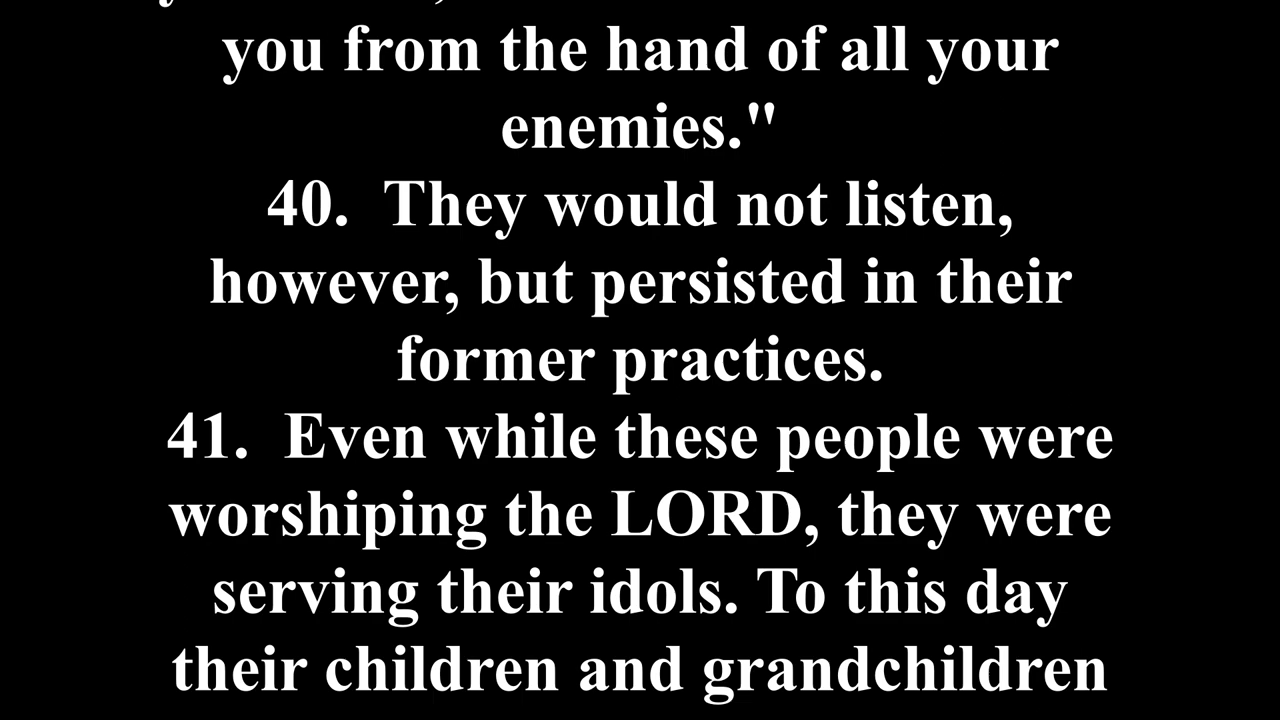 you from the hand of all your
enemies."
40.  They would not listen,
however, but persisted in their
former practices.
41.  Even while these people were
worshiping the LORD, they were
serving their idols. To this day
their children and grandchildren